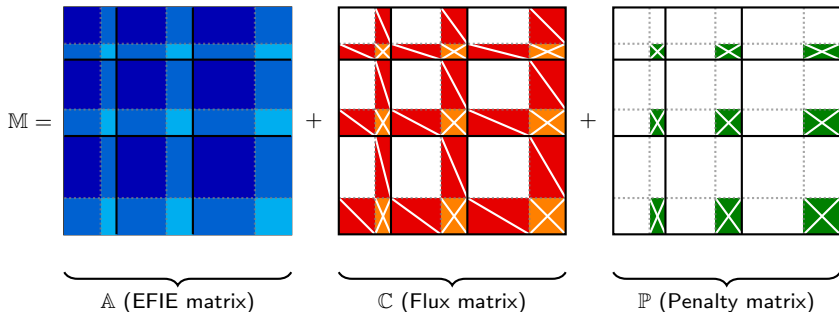 𝕄 = + +
𝔸 (EFIE matrix) ℂ (Flux matrix) ℙ (Penalty matrix)